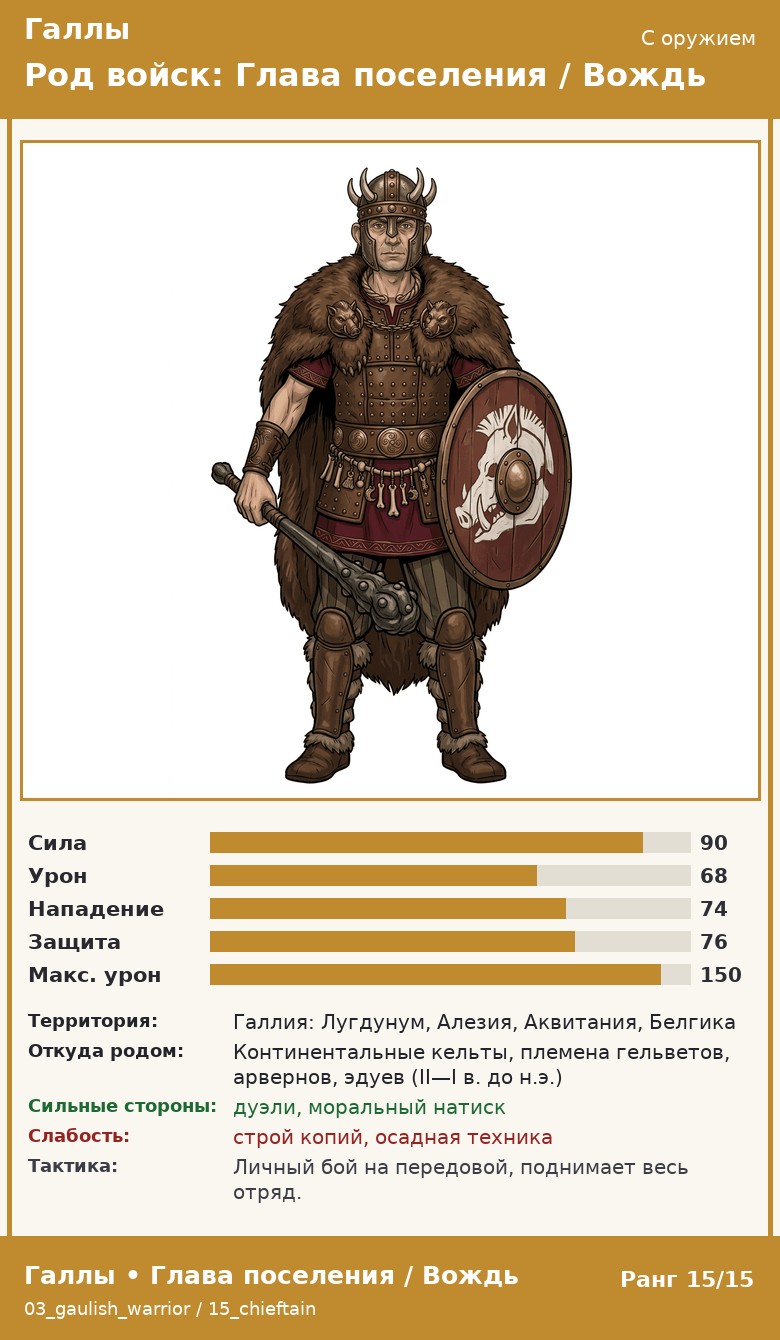 Галлы
С оружием
Род войск: Глава поселения / Вождь
Сила 90
Урон 68
Нападение 74
Защита 76
Макс. урон 150
Территория: Галлия: Лугдунум, Алезия, Аквитания, Белгика
Откуда родом: Континентальные кельты, племена гельветов,
арвернов, эдуев (II—I в. до н.э.)
Сильные стороны: дуэли, моральный натиск
Слабость: строй копий, осадная техника
Тактика: Личный бой на передовой, поднимает весь
отряд.
Галлы • Глава поселения / Вождь
Ранг 15/15
03_gaulish_warrior / 15_chieftain